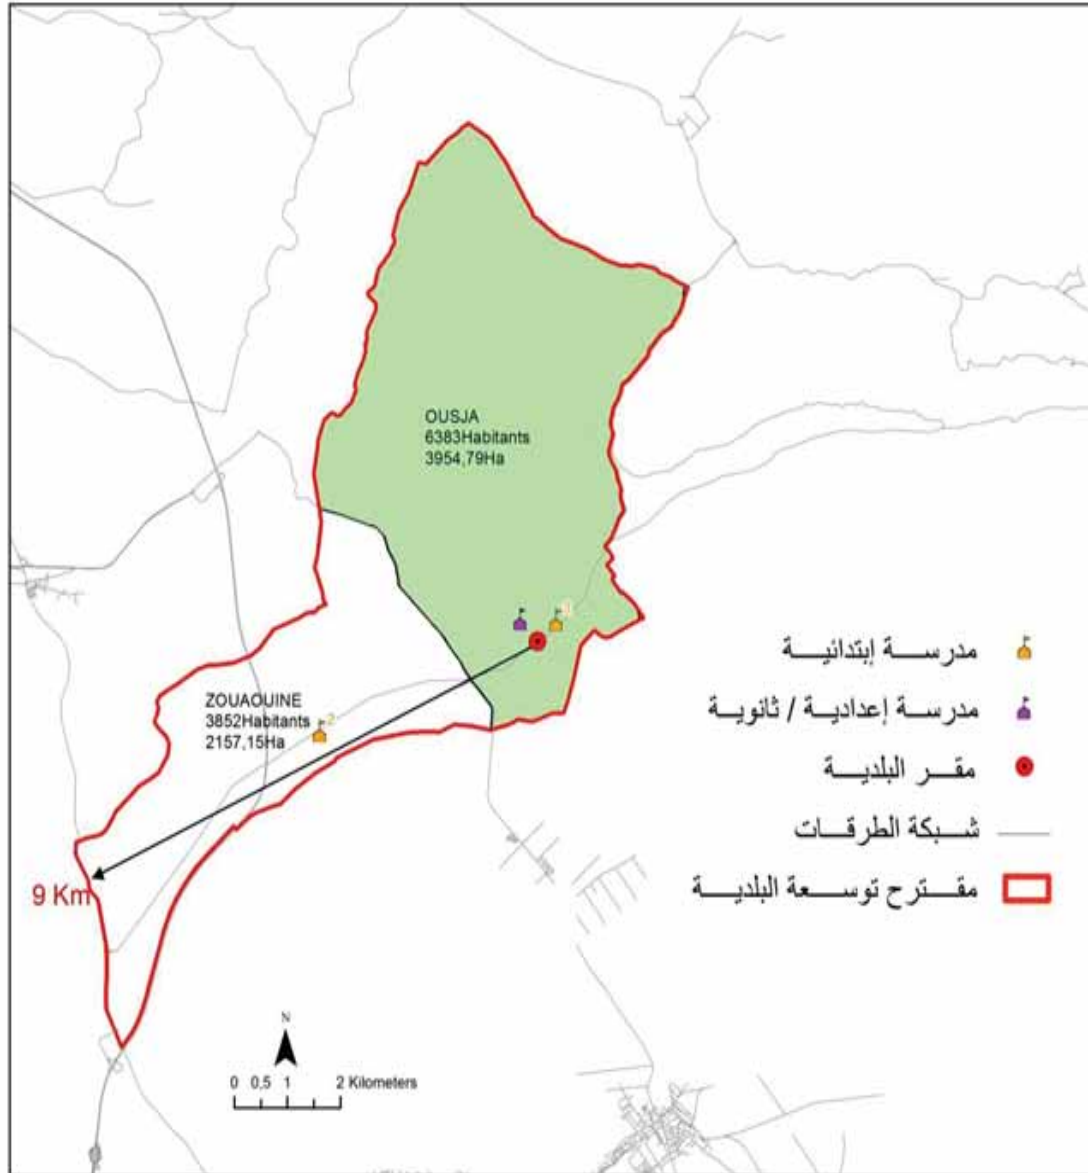 OUSJA
6383Habitants
3954,79Ha
ZOUAOUINE
3852Habitants
2157,15Ha
2
9 Km
مدرسة إبتدائية
مدرسة إعدادية / ثانوية
مقر البلدية
شبكة الطرقات
مقترح توسعة البلدية
N
0 0,5 1 2 Kilometers